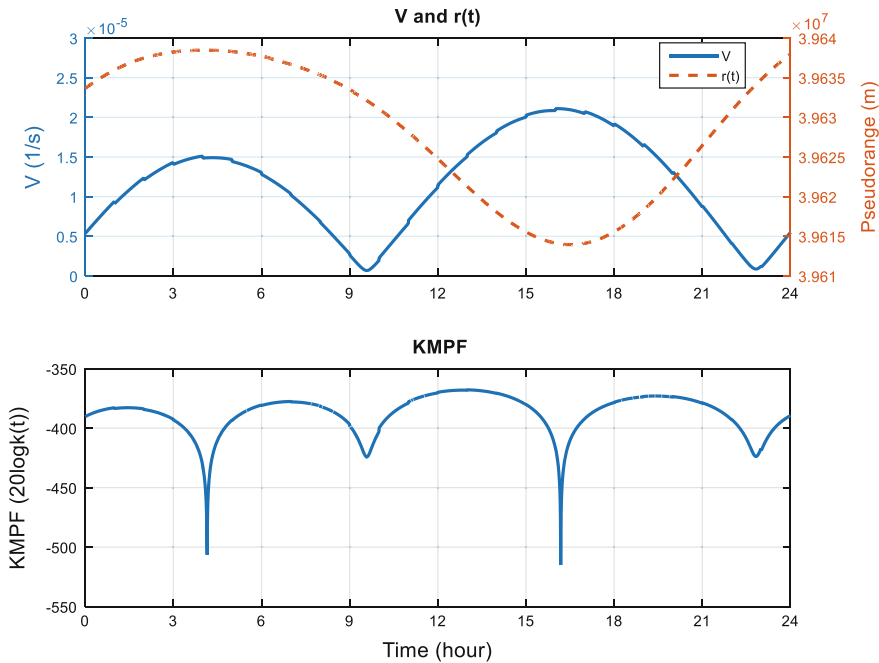 V and r(t)
×10^-5
×10^7
3
2.5
2
1.5
1
0.5
0
V (1/s)
3.964
3.9635
3.963
3.9625
3.962
3.9615
3.961
Pseudorange (m)
V
r(t)
0 3 6 9 12 15 18 21 24
KMPF
-350
-400
-450
-500
-550
KMPF (20logk(t))
0 3 6 9 12 15 18 21 24
Time (hour)